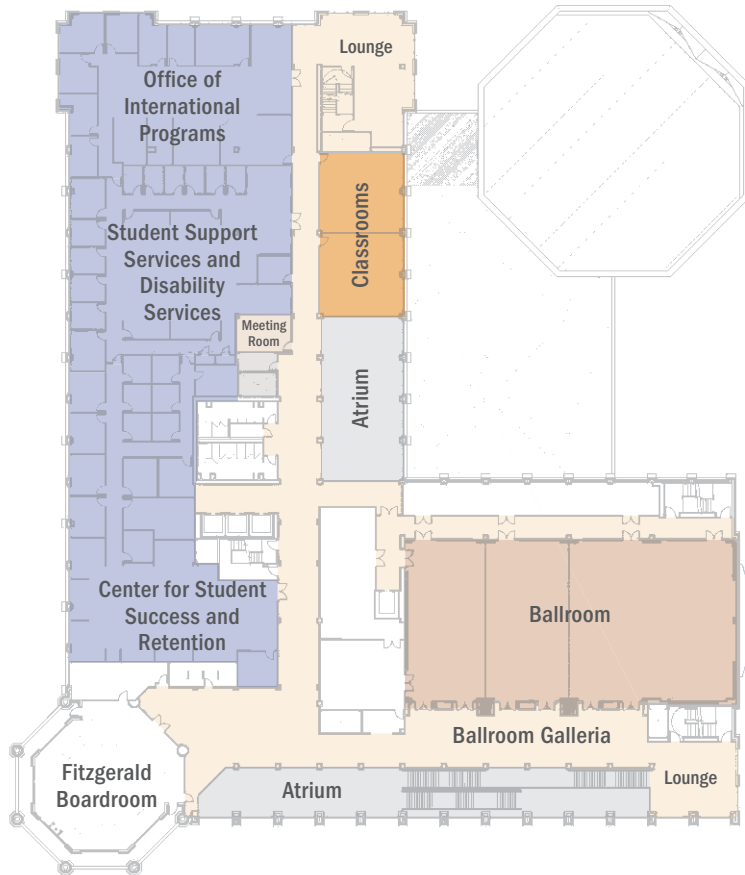 Lounge
Office of
International
Programs
Classrooms
Student Support
Services and
Disability
Services
Meeting
Room
Atrium
Center for Student
Success and
Retention
Ballroom
Ballroom Galleria
Fitzgerald
Boardroom
Atrium
Lounge